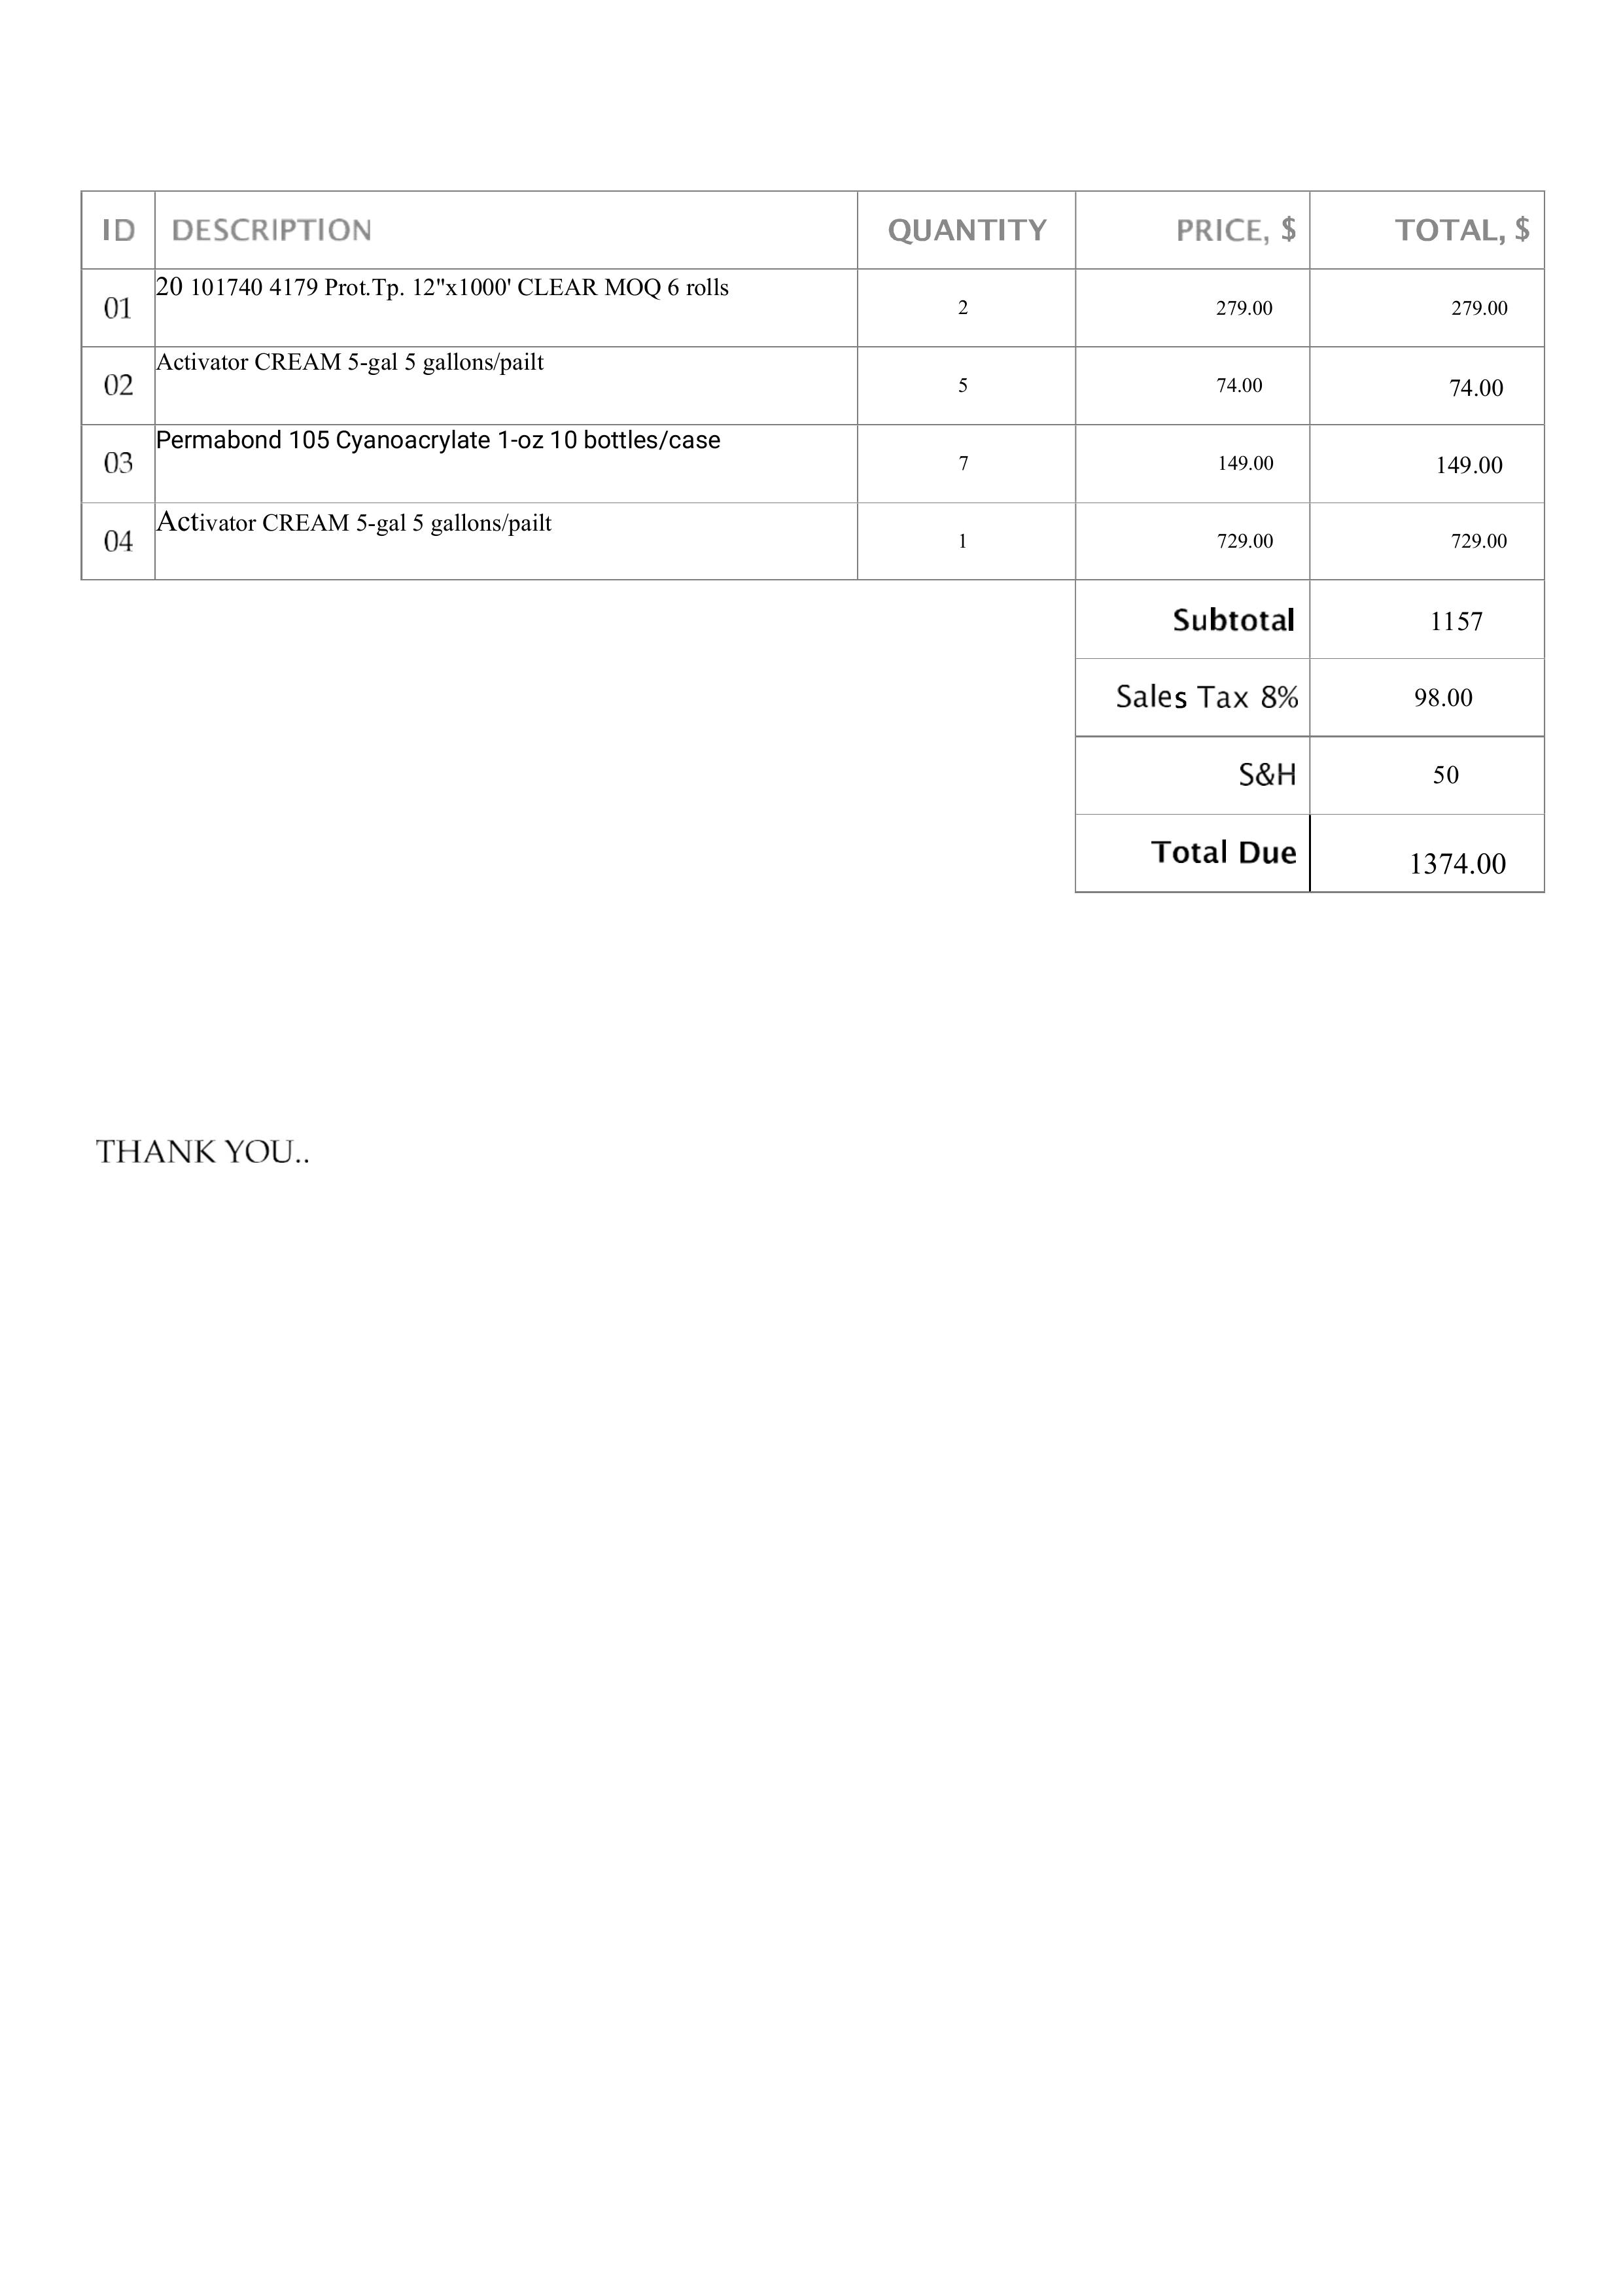 ID DESCRIPTION QUANTITY PRICE, $ TOTAL, $
01 20 101740 4179 Prot.Tp. 12"x1000' CLEAR MOQ 6 rolls 2 279.00 279.00
02 Activator CREAM 5-gal 5 gallons/pailt 5 74.00 74.00
03 Permabond 105 Cyanoacrylate 1-oz 10 bottles/case 7 149.00 149.00
04 Activator CREAM 5-gal 5 gallons/pailt 1 729.00 729.00
Subtotal 1157
Sales Tax 8% 98.00
S&H 50
Total Due 1374.00
THANK YOU..